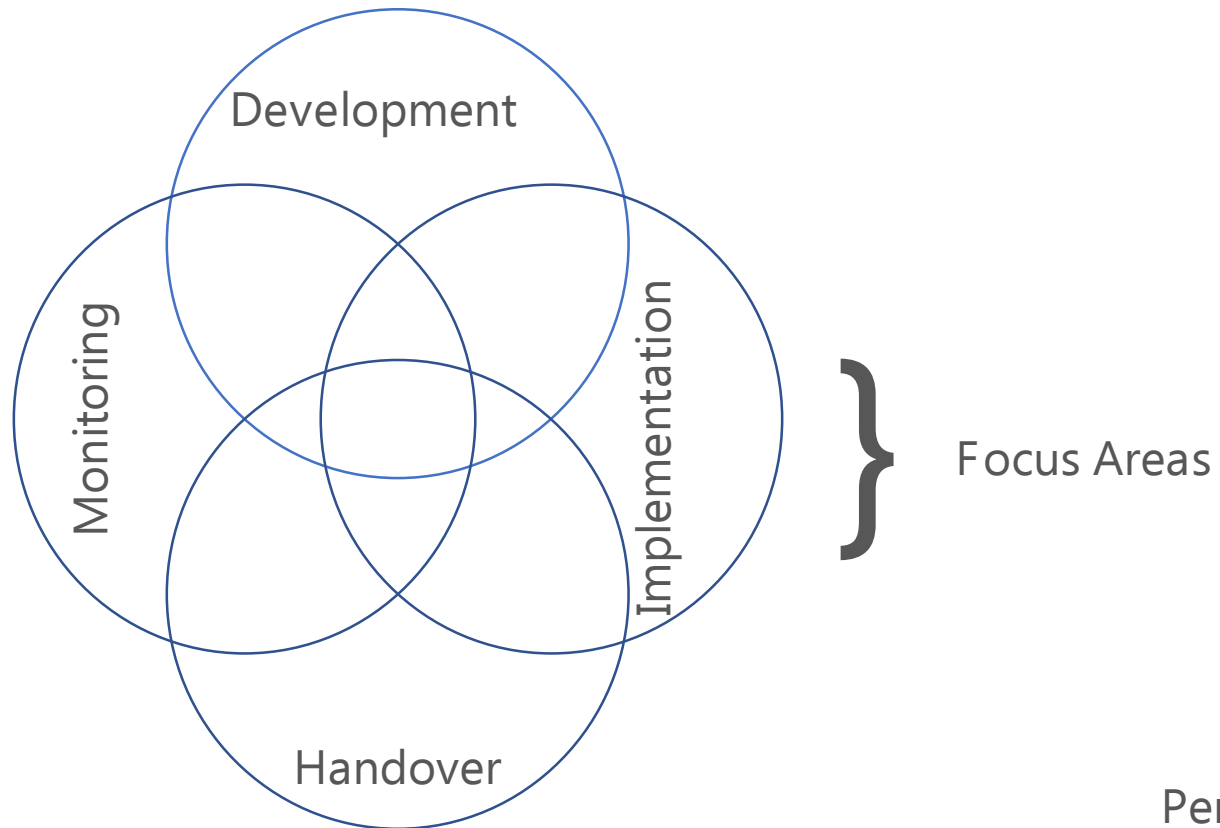 Development
Monitoring
Implementation
Focus Areas
Handover